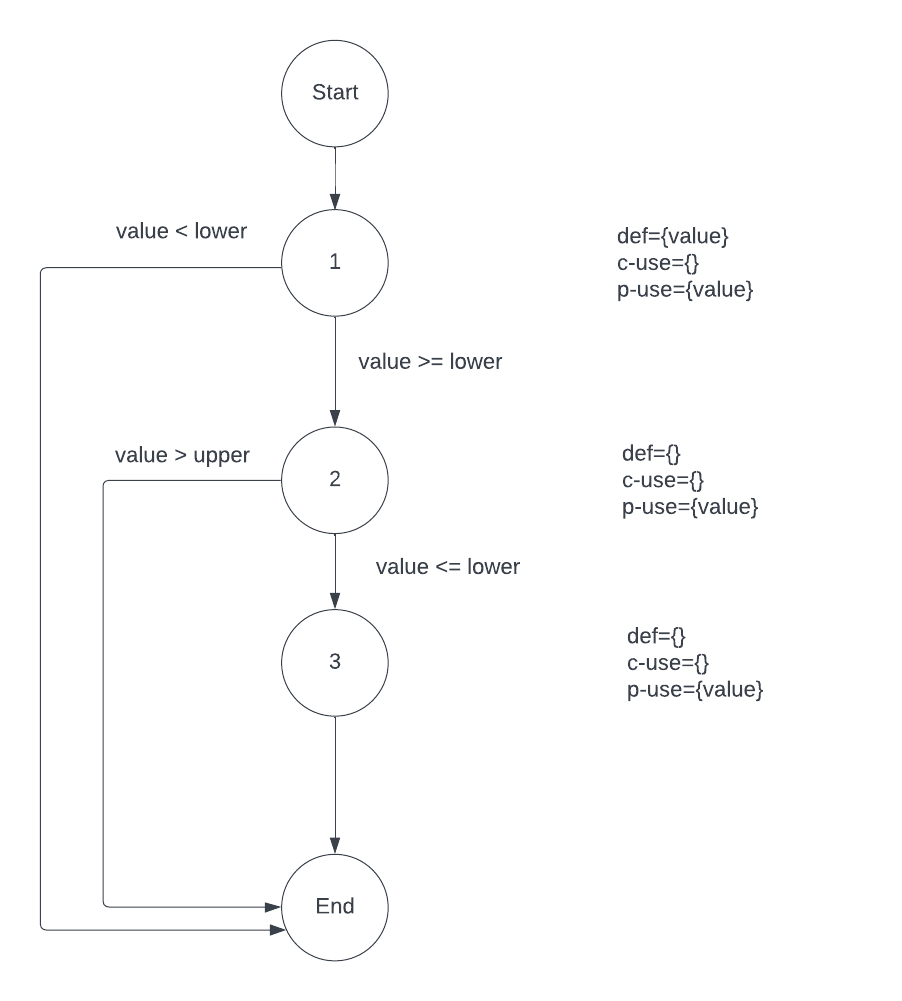 Start
value < lower
1
def={value}
c-use={}
p-use={value}
value >= lower
value > upper
2
def={}
c-use={}
p-use={value}
value <= lower
3
def={}
c-use={}
p-use={value}
End